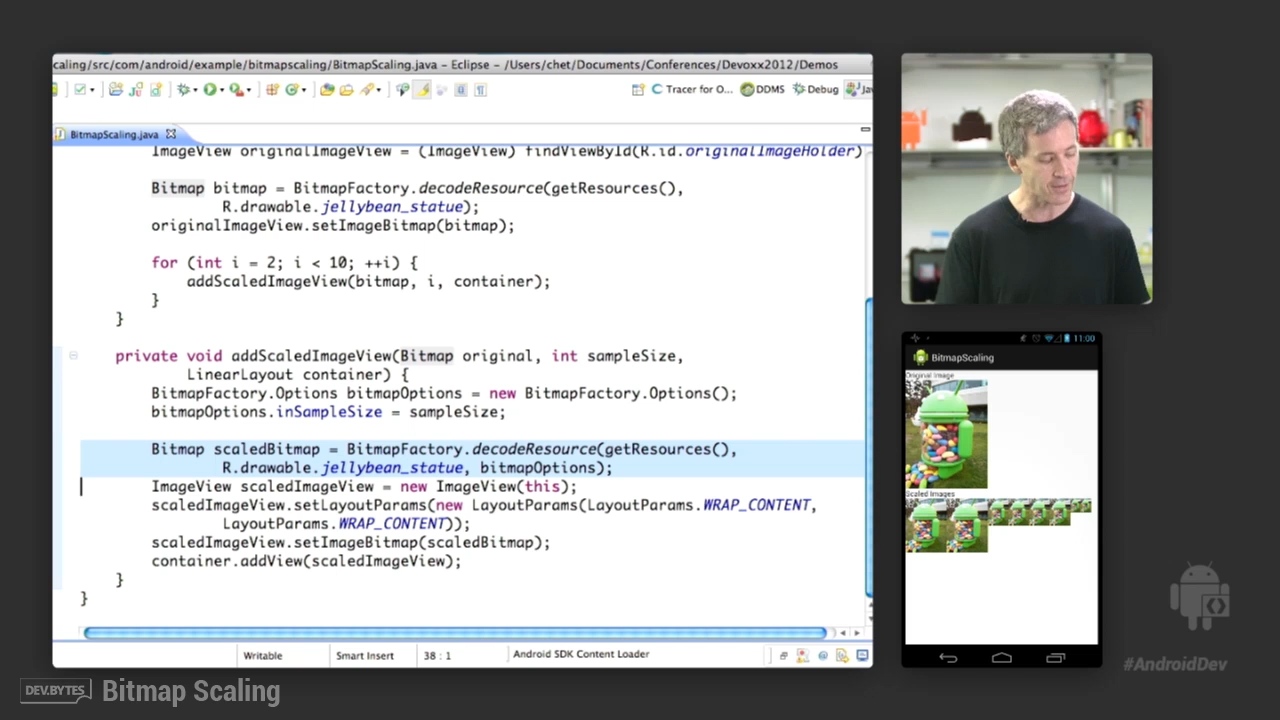 caling/src/com/android/example/bitmapscaling/BitmapScaling.java - Eclipse - /Users/chet/Documents/Conferences/Devoxx2012/Demos
Tracer for O... DDMS Debug Jav
BitmapScaling.java
ImageView originalImageView = (ImageView) findViewById(R.id.originalImageHolder)
Bitmap bitmap = BitmapFactory.decodeResource(getResources(),
R.drawable.jellybean_statue);
originalImageView.setImageBitmap(bitmap);
for (int i = 2; i < 10; ++i) {
addScaledImageView(bitmap, i, container);
}
}
private void addScaledImageView(Bitmap original, int sampleSize,
LinearLayout container) {
BitmapFactory.Options bitmapOptions = new BitmapFactory.Options();
bitmapOptions.inSampleSize = sampleSize;
Bitmap scaledBitmap = BitmapFactory.decodeResource(getResources(),
R.drawable.jellybean_statue, bitmapOptions);
ImageView scaledImageView = new ImageView(this);
scaledImageView.setLayoutParams(new LayoutParams(LayoutParams.WRAP_CONTENT,
LayoutParams.WRAP_CONTENT));
scaledImageView.setImageBitmap(scaledBitmap);
container.addView(scaledImageView);
}
}
Writable Smart Insert 38 : 1 Android SDK Content Loader
11:00
BitmapScaling
Original Image
Scaled Images
#AndroidDev
DEV.BYTES Bitmap Scaling